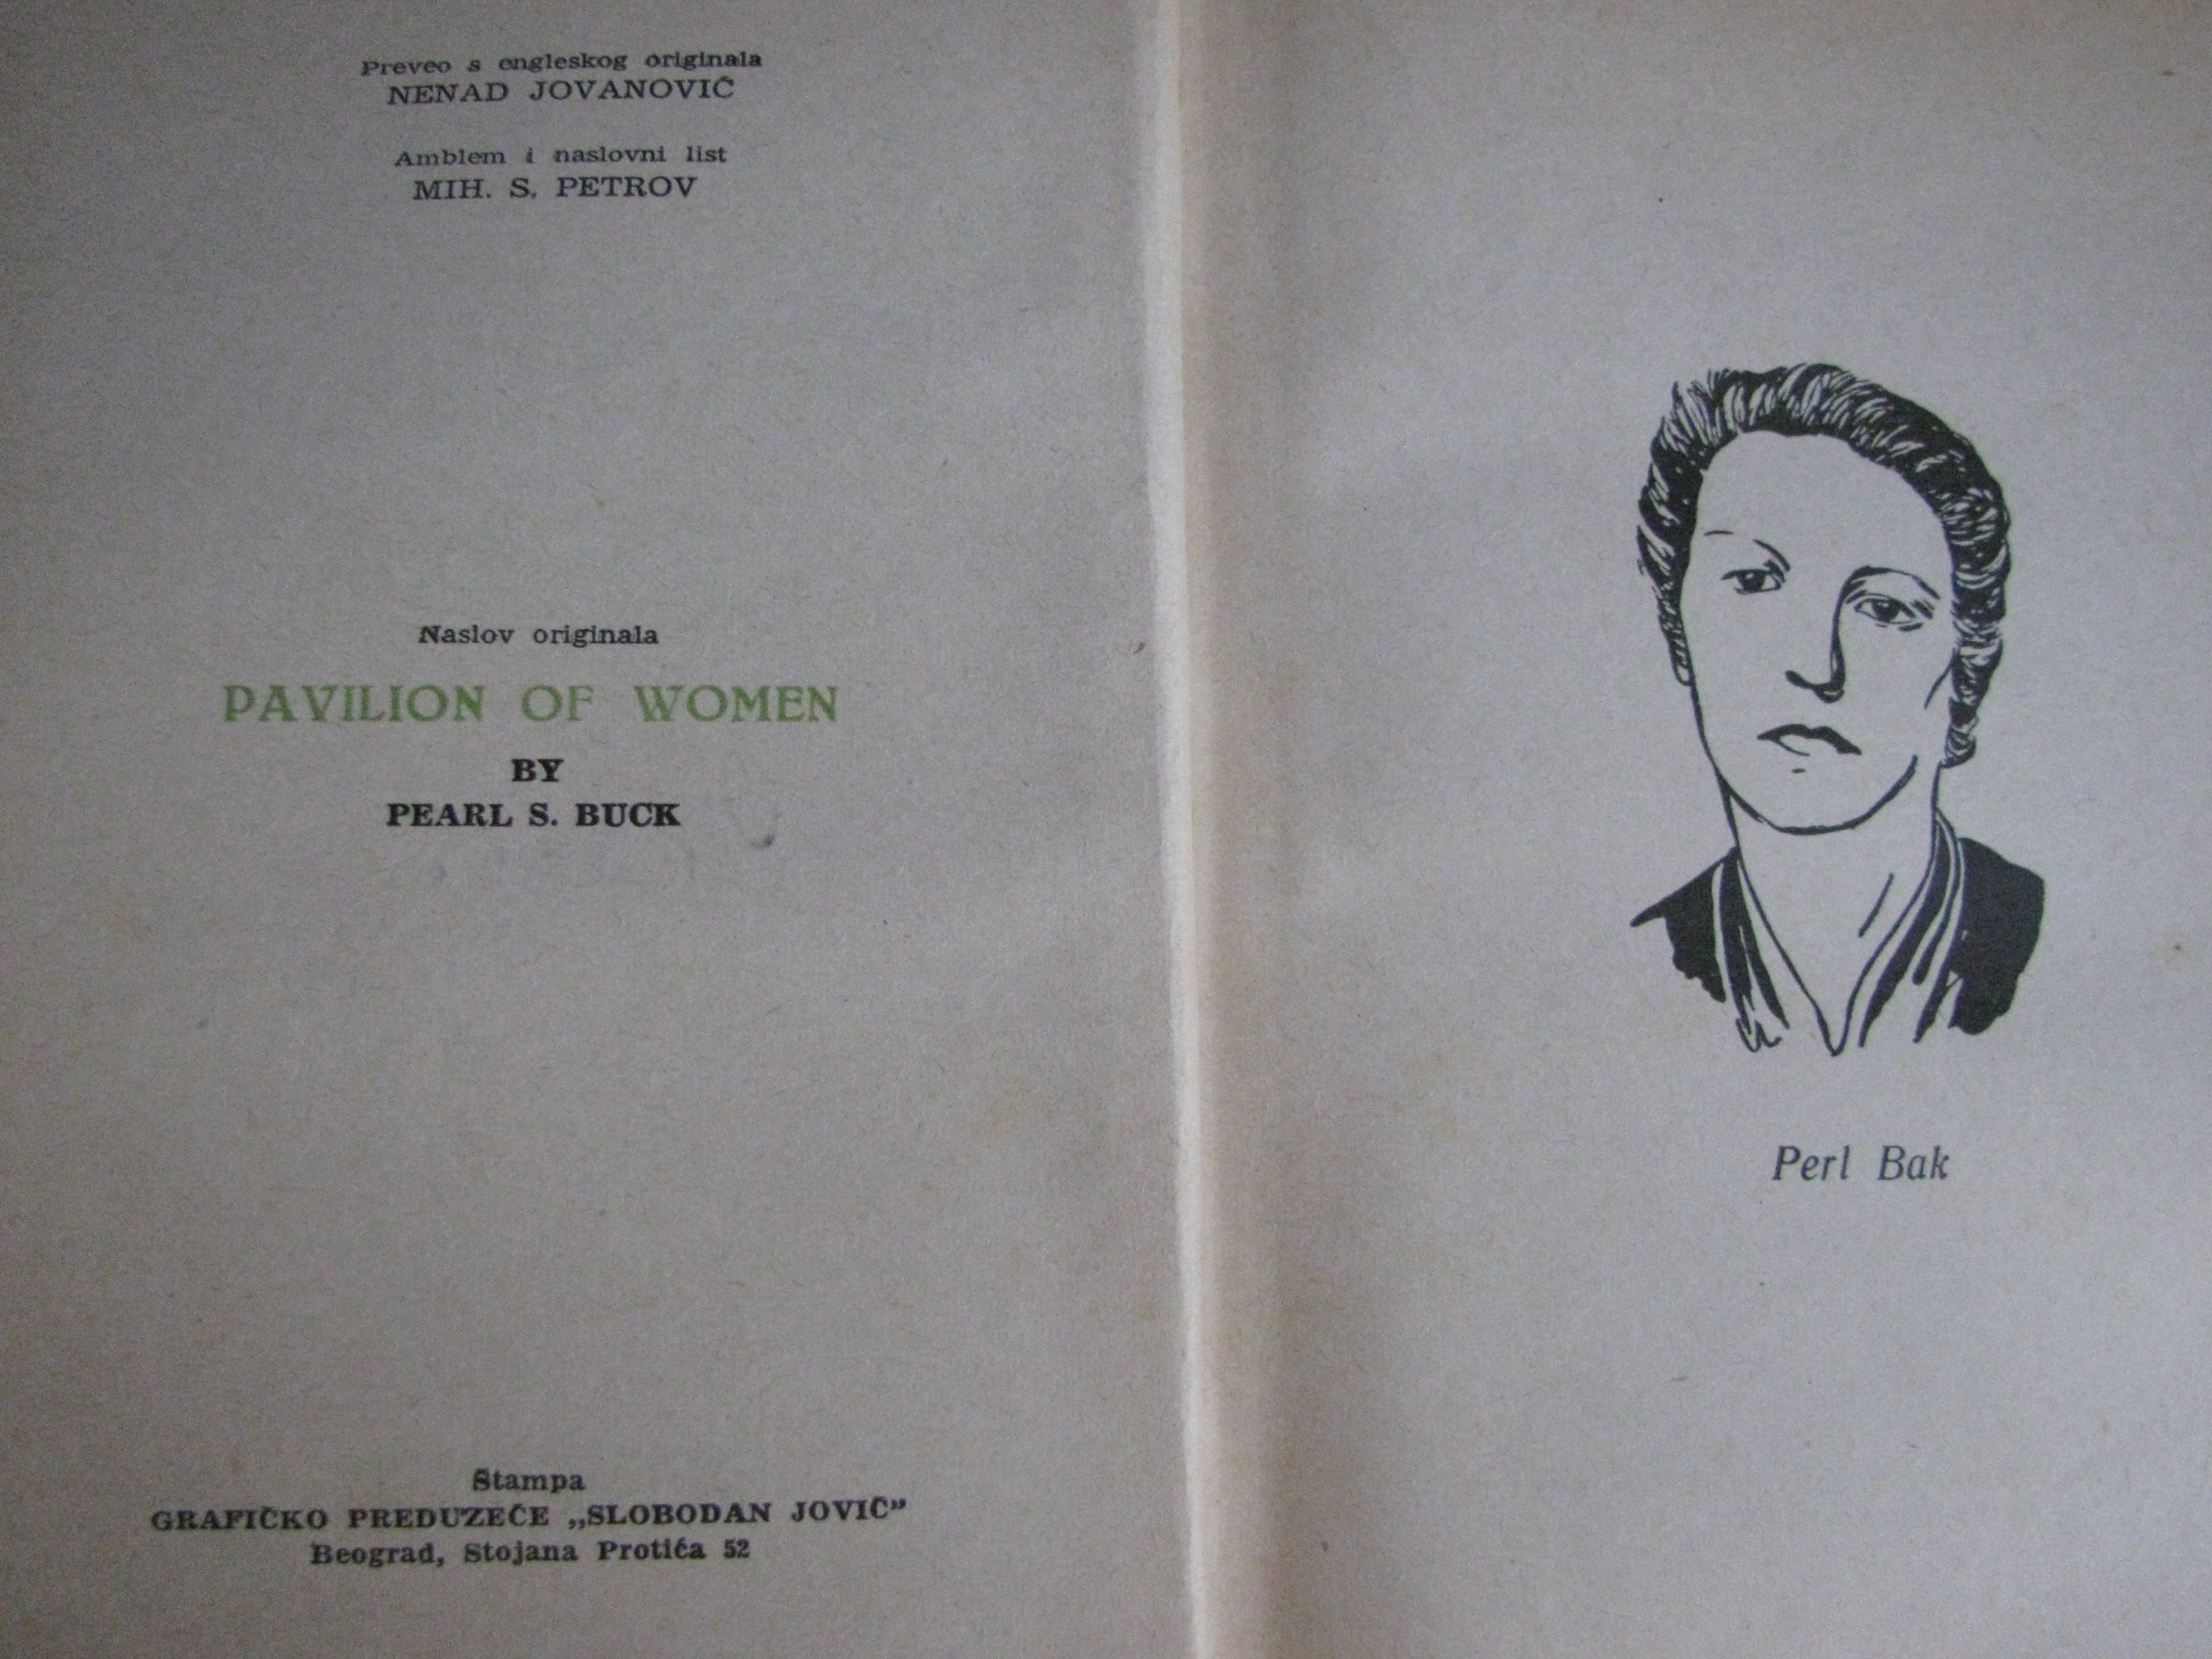 Preveo s engleskog originala
NENAD JOVANOVIĆ
Amblem i naslovni list
MIH. S. PETROV
Naslov originala
PAVILION OF WOMEN
BY
PEARL S. BUCK
Štampa
GRAFIČKO PREDUZEĆE „SLOBODAN JOVIĆ”
Beograd, Stojana Protića 52
Perl Bak